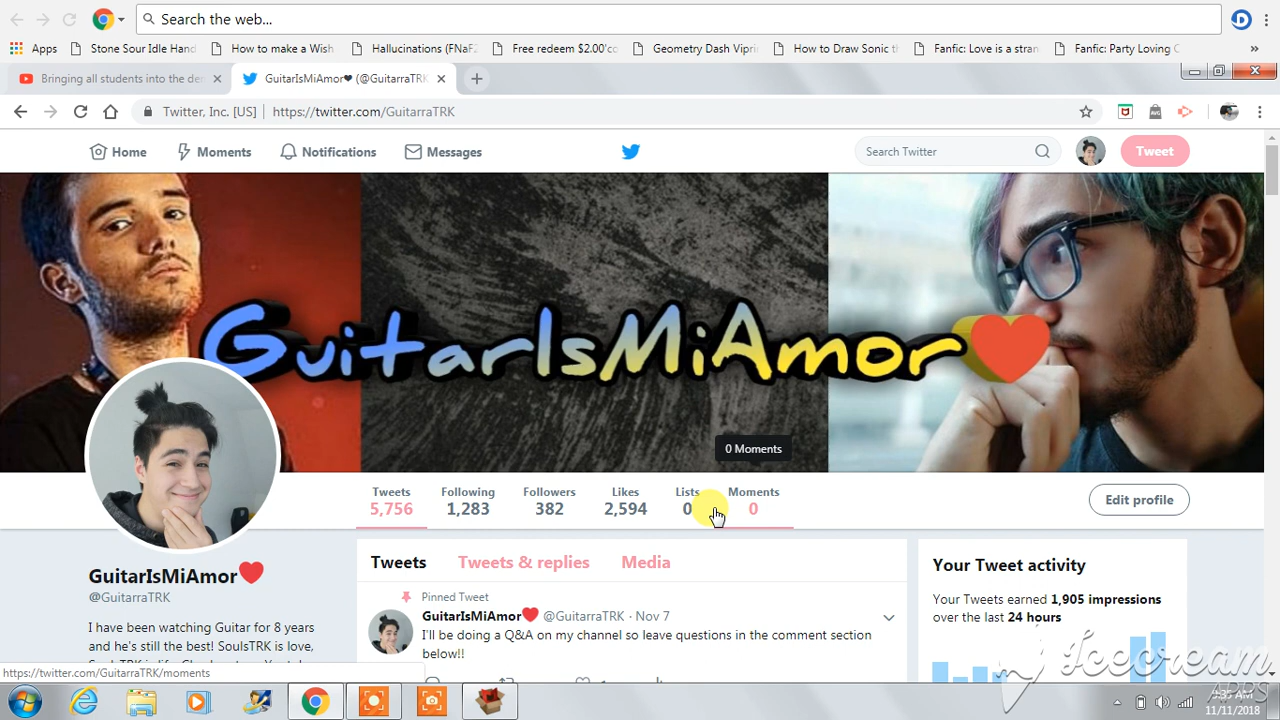 Search the web...
Apps Stone Sour Idle Hand How to make a Wish Hallucinations (FNaF Free redeem $2.00'co Geometry Dash Vipri How to Draw Sonic th Fanfic: Love is a stran Fanfic: Party Loving C »
Bringing all students into the de GuitarIsMiAmor❤ (@GuitarraTRK
Twitter, Inc. [US] https://twitter.com/GuitarraTRK
Home Moments Notifications Messages Search Twitter Tweet
GuitarIsMiAmor❤
0 Moments
Tweets Following Followers Likes Lists Moments
5,756 1,283 382 2,594 0 0
Edit profile
Tweets Tweets & replies Media
Your Tweet activity
GuitarIsMiAmor❤
@GuitarraTRK
Pinned Tweet
GuitarIsMiAmor❤ @GuitarraTRK · Nov 7
I'll be doing a Q&A on my channel so leave questions in the comment section
below!!
Your Tweets earned 1,905 impressions
over the last 24 hours
I have been watching Guitar for 8 years
and he's still the best! SoulsTRK is love,
https://twitter.com/GuitarraTRK/moments
Icecream
APPS
9:35 AM
11/11/2018